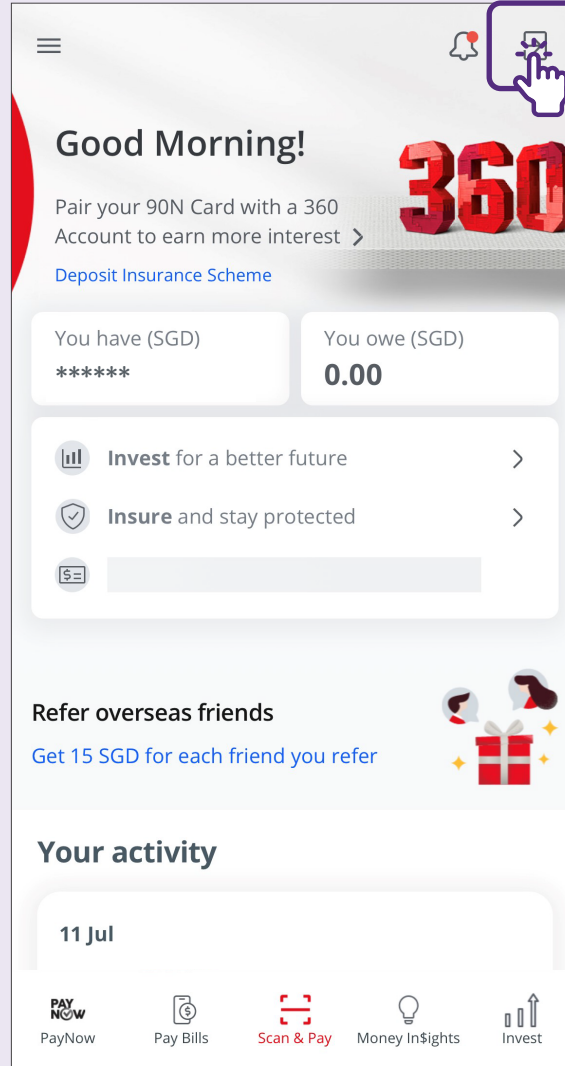 Good Morning!
360
Pair your 90N Card with a 360
Account to earn more interest
Deposit Insurance Scheme
You have (SGD)
******
You owe (SGD)
0.00
Invest for a better future
Insure and stay protected
Refer overseas friends
Get 15 SGD for each friend you refer
Your activity
11 Jul
PAY
NOW
PayNow
Pay Bills
Scan & Pay
Money In$ights
Invest